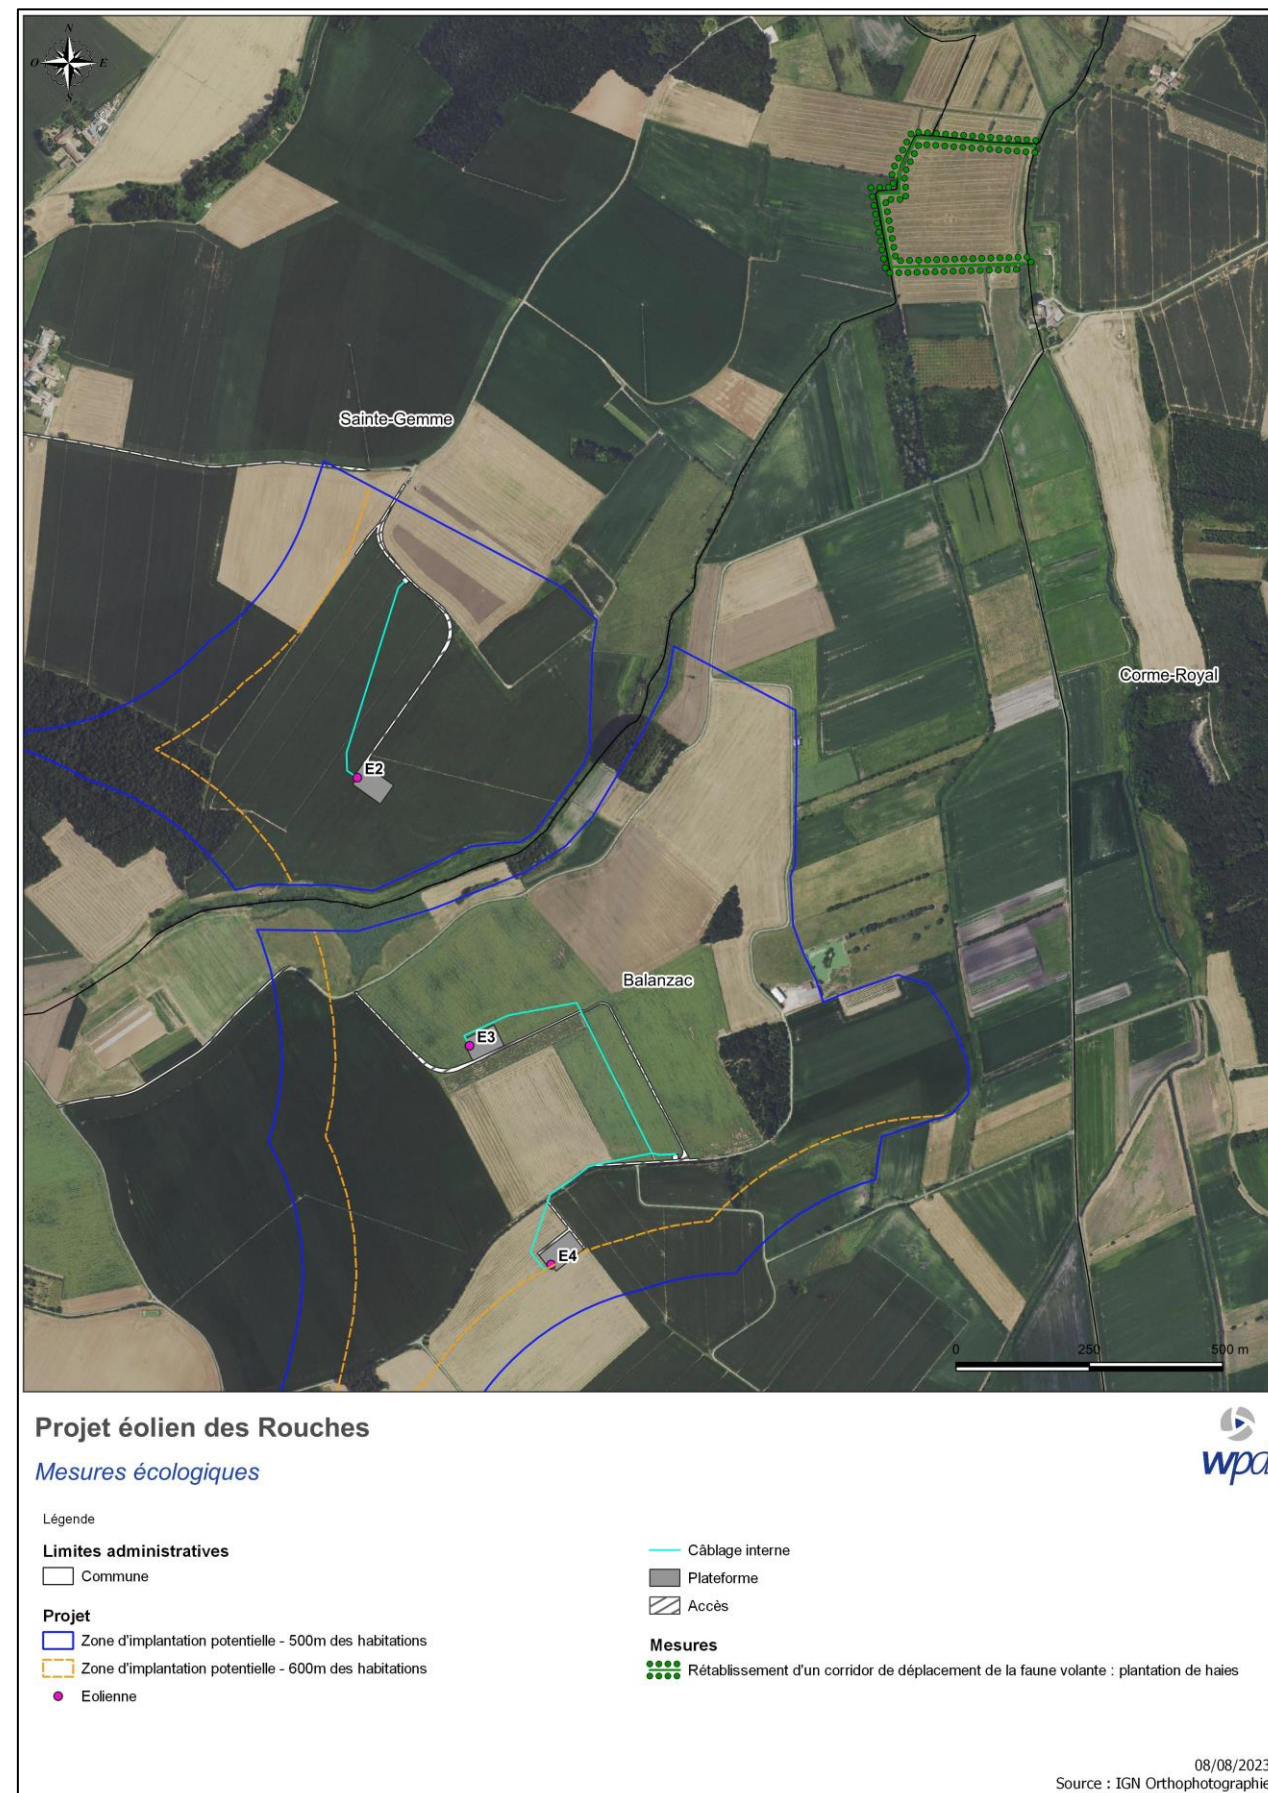 N
O
E
S
Sainte-Gemme
Corme-Royal
E2
Balanzac
E3
E4
0
250
500 m
Projet éolien des Rouches
wpd
Mesures écologiques
Légende
Limites administratives
Commune
Projet
Zone d'implantation potentielle - 500m des habitations
Zone d'implantation potentielle - 600m des habitations
Eolienne
Câblage interne
Plateforme
Accès
Mesures
Rétablissement d'un corridor de déplacement de la faune volante : plantation de haies
08/08/2023
Source : IGN Orthophotographie